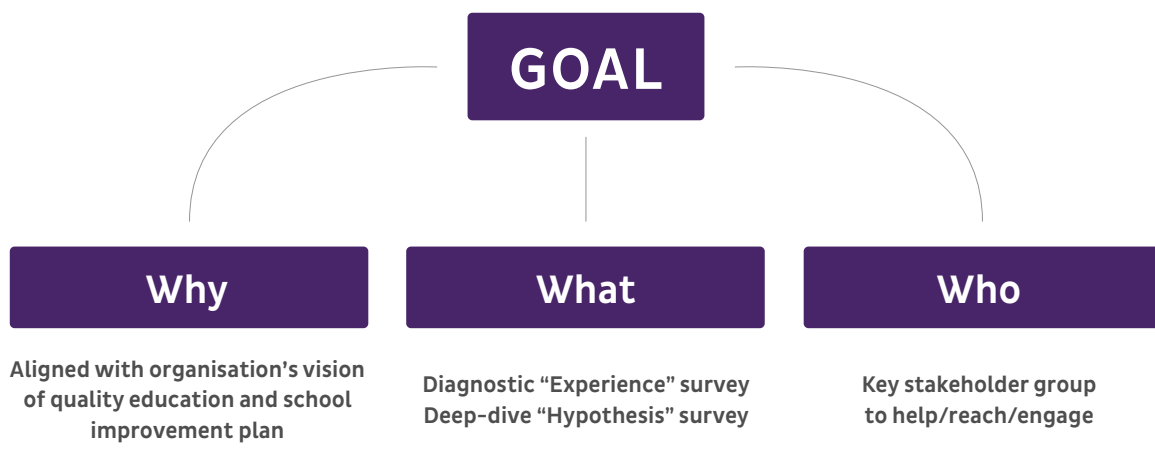 GOAL
Why
What
Who
Aligned with organisation’s vision
of quality education and school
improvement plan
Diagnostic “Experience” survey
Deep-dive “Hypothesis” survey
Key stakeholder group
to help/reach/engage